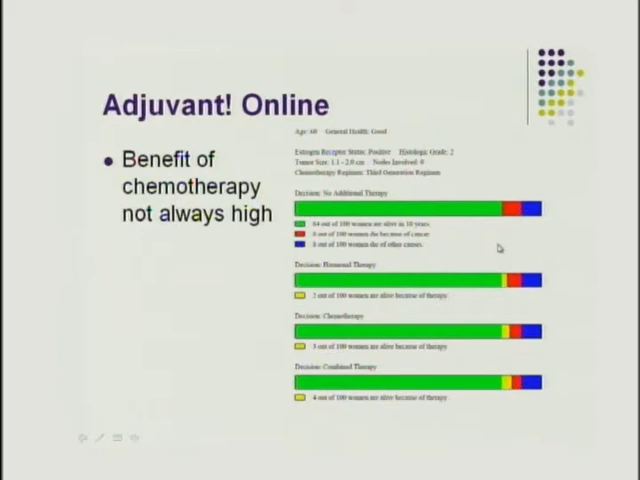 Adjuvant! Online
Benefit of
chemotherapy
not always high
Age: 60 General Health: Good
Estrogen Receptor Status: Positive Histologic Grade: 2
Tumor Size: 1.1 - 2.0 cm Nodes Involved: 0
Chemotherapy Regimen: Third Generation Regimen
Decision: No Additional Therapy
84 out of 100 women are alive in 10 years.
8 out of 100 women die because of cancer.
8 out of 100 women die of other causes.
Decision: Hormonal Therapy
2 out of 100 women are alive because of therapy.
Decision: Chemotherapy
3 out of 100 women are alive because of therapy.
Decision: Combined Therapy
4 out of 100 women are alive because of therapy.